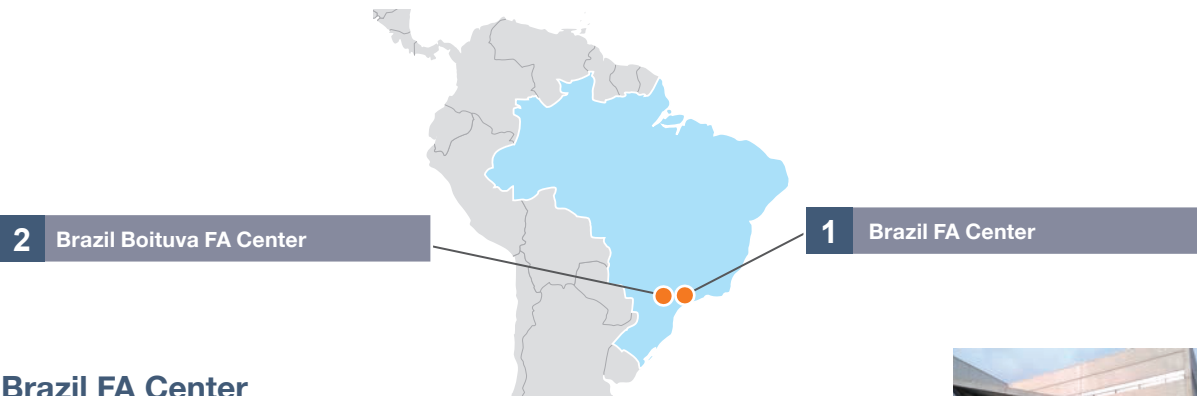 2 Brazil Boituva FA Center
1 Brazil FA Center
Brazil FA Center